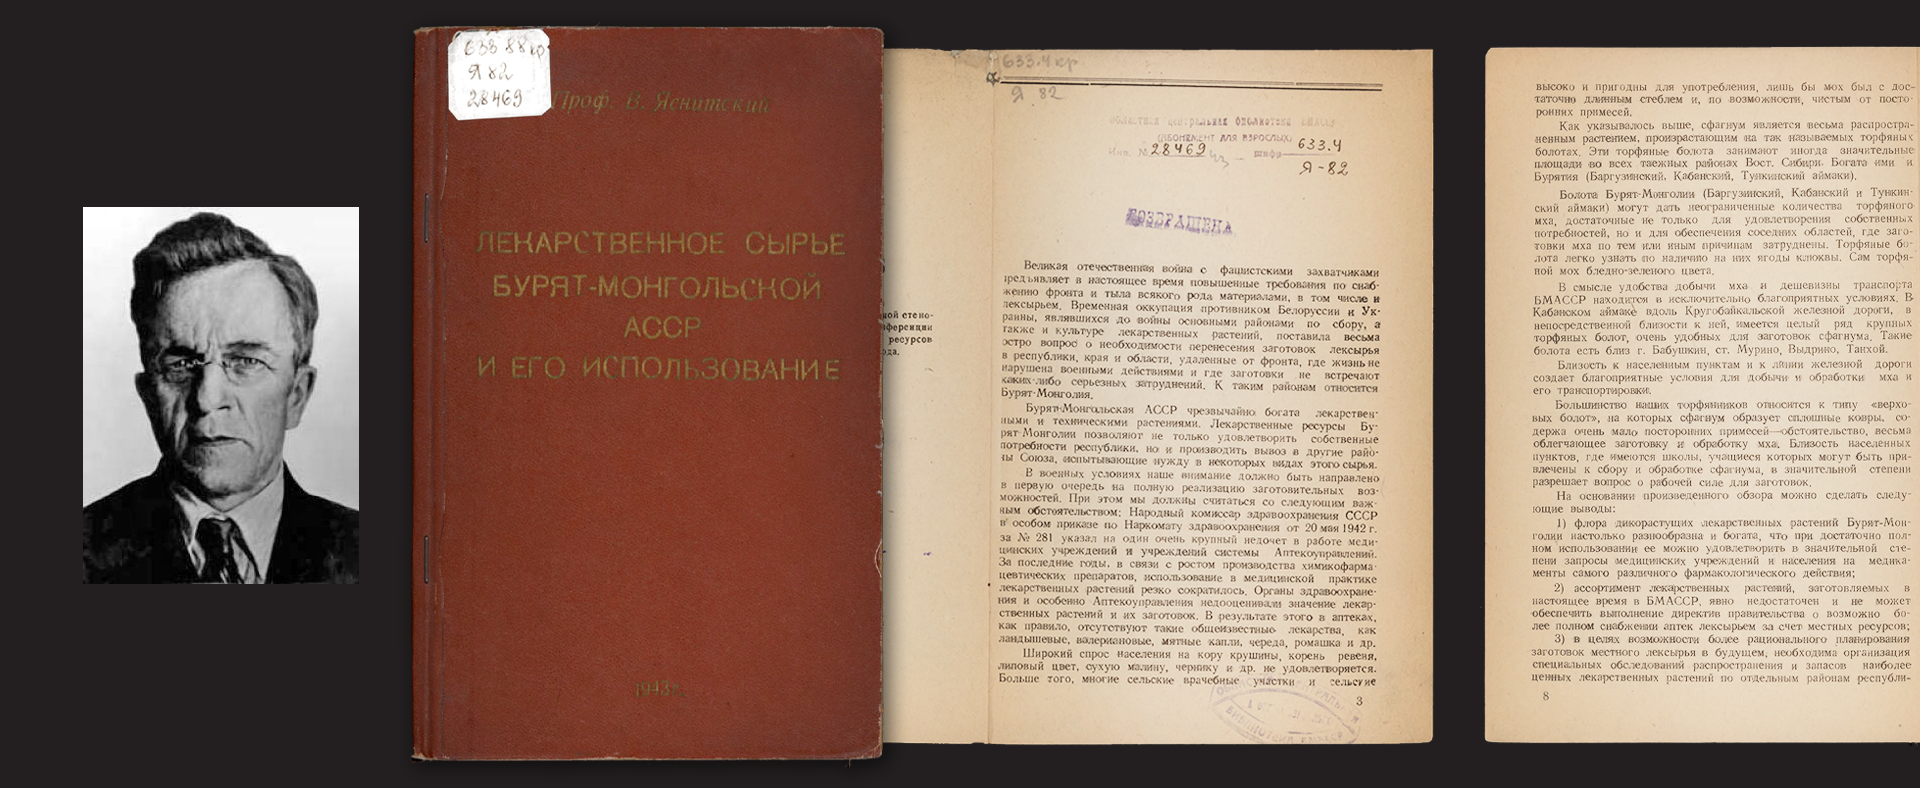 633 88 кр
Я 82
28469
Проф. В. Яснитский
ЛЕКАРСТВЕННОЕ СЫРЬЕ
БУРЯТ-МОНГОЛЬСКОЙ
АССР
И ЕГО ИСПОЛЬЗОВАНИЕ
1943 г.
ной стено-
ференции
ресурсов
ода.
633.4 кр
Я 82
Областная центральная библиотека БМАССР
(АБОНЕМЕНТ ДЛЯ ВЗРОСЛЫХ)
Инв. № 28469 шифр 633.4
Я-82
ВОЗВРАЩЕНА
Великая отечественная война с фашистскими захватчиками
предъявляет в настоящее время повышенные требования по снаб-
жению фронта и тыла всякого рода материалами, в том числе и
лексырьем. Временная оккупация противником Белоруссии и Ук-
раины, являвшихся до войны основными районами по сбору, а
также и культуре лекарственных растений, поставила весьма
остро вопрос о необходимости перенесения заготовок лексырья
в республики, края и области, удаленные от фронта, где жизнь не
нарушена военными действиями и где заготовки не встречают
каких-либо серьезных затруднений. К таким районам относится
Бурят-Монголия.
Бурят-Монгольская АССР чрезвычайно богата лекарствен-
ными и техническими растениями. Лекарственные ресурсы Бу-
рят-Монголии позволяют не только удовлетворить собственные
потребности республики, но и производить вывоз в другие райо-
ны Союза, испытывающие нужду в некоторых видах этого сырья.
В военных условиях наше внимание должно быть направлено
в первую очередь на полную реализацию заготовительных воз-
можностей. При этом мы должны считаться со следующим важ-
ным обстоятельством; Народный комиссар здравоохранения СССР
в особом приказе по Наркомату здравоохранения от 20 мая 1942 г.
за № 281 указал на один очень крупный недочет в работе меди-
цинских учреждений и учреждений системы Аптекоуправлений.
За последние годы, в связи с ростом производства химикофарма-
цевтических препаратов, использование в медицинской практике
лекарственных растений резко сократилось. Органы здравоохране-
ния и особенно Аптекоуправления недооценивали значение лекар-
ственных растений и их заготовок. В результате этого в аптеках,
как правило, отсутствуют такие общеизвестные лекарства, как
ландышевые, валериановые, мятные капли, череда, ромашка и др.
Широкий спрос населения на кору крушины, корень ревеня,
липовый цвет, сухую малину, чернику и др. не удовлетворяется.
Больше того, многие сельские врачебные участки и сельские
3
БИБЛИОТЕКА БМАССР
высоко и пригодны для употребления, лишь бы мох был с дос-
таточно длинным стеблем и, по возможности, чистым от посто-
ронних примесей.
Как указывалось выше, сфагнум является весьма распростра-
ненным растением, произрастающим на так называемых торфяных
болотах. Эти торфяные болота занимают иногда значительные
площади во всех таежных районах Вост. Сибири. Богата ими и
Бурятия (Баргузинский, Кабанский, Тункинский аймаки).
Болота Бурят-Монголии (Баргузинский, Кабанский и Тункин-
ский аймаки) могут дать неограниченные количества торфяного
мха, достаточные не только для удовлетворения собственных
потребностей, но и для обеспечения соседних областей, где заго-
товки мха по тем или иным причинам затруднены. Торфяные бо-
лота легко узнать по наличию на них ягоды клюквы. Сам торфя-
ной мох бледно-зеленого цвета.
В смысле удобства добычи мха и дешевизны транспорта
БМАССР находится в исключительно благоприятных условиях. В
Кабанском аймаке вдоль Кругобайкальской железной дороги, в
непосредственной близости к ней, имеется целый ряд крупных
торфяных болот, очень удобных для заготовок сфагнума. Такие
болота есть близ г. Бабушкин, ст. Мурино, Выдрино, Танхой.
Близость к населенным пунктам и к линии железной дороги
создает благоприятные условия для добычи и обработки мха и
его транспортировки.
Большинство наших торфянников относится к типу «верхо-
вых болот», на которых сфагнум образует сплошные ковры, со-
держа очень мало посторонних примесей—обстоятельство, весьма
облегчающее заготовку и обработку мха. Близость населенных
пунктов, где имеются школы, учащиеся которых могут быть при-
влечены к сбору и обработке сфагнума, в значительной степени
разрешает вопрос о рабочей силе для заготовок.
На основании произведенного обзора можно сделать следу-
ющие выводы:
1) флора дикорастущих лекарственных растений Бурят-Мон-
голии настолько разнообразна и богата, что при достаточно пол-
ном использовании ее можно удовлетворить в значительной сте-
пени запросы медицинских учреждений и населения на медика-
менты самого различного фармакологического действия;
2) ассортимент лекарственных растений, заготовляемых в
настоящее время в БМАССР, явно недостаточен и не может
обеспечить выполнение директив правительства о возможно бо-
лее полном снабжении аптек лексырьем за счет местных ресурсов;
3) в целях возможности более рационального планирования
заготовок местного лексырья в будущем, необходима организация
специальных обследований распространения и запасов наиболее
ценных лекарственных растений по отдельным районам республи-
8